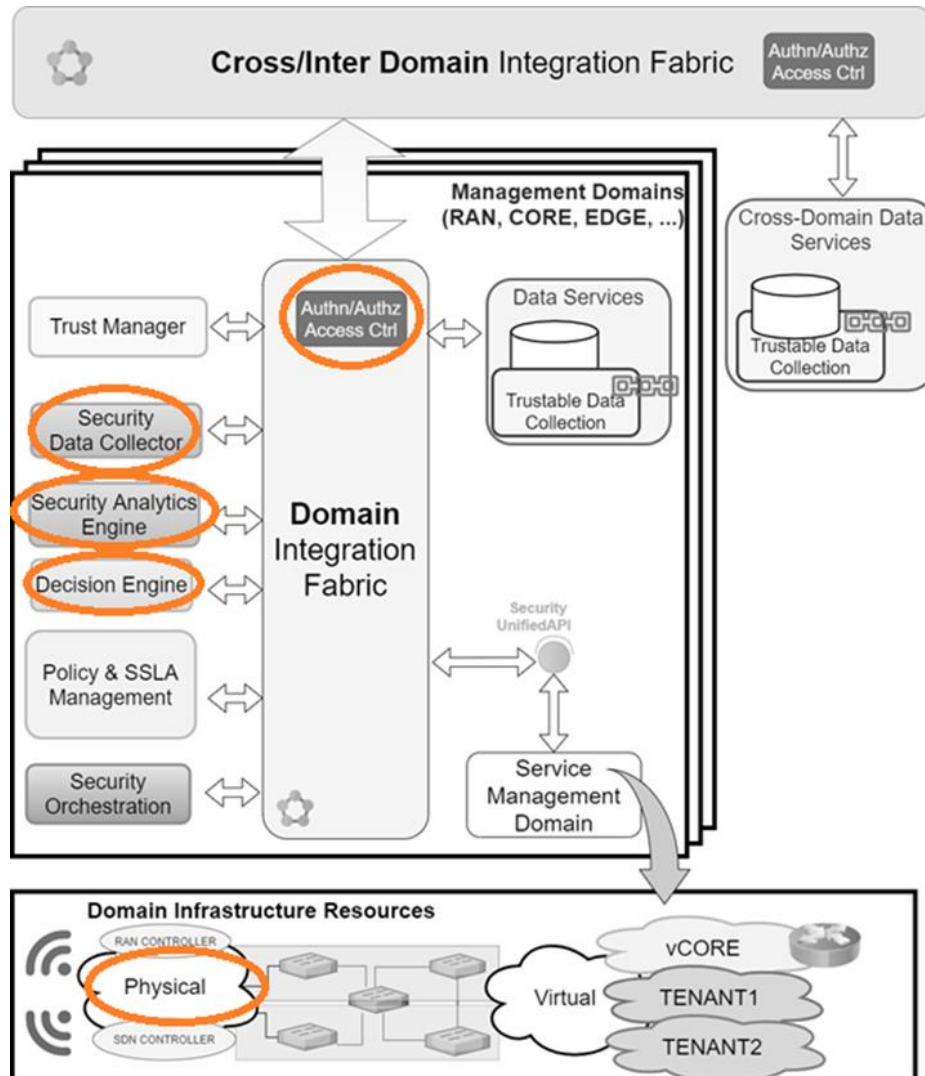 Cross/Inter Domain Integration Fabric
Authn/Authz
Access Ctrl
Management Domains
(RAN, CORE, EDGE, ...)
Cross-Domain Data
Services
Trustable Data
Collection
Trust Manager
Authn/Authz
Access Ctrl
Data Services
Trustable Data
Collection
Security
Data Collector
Security Analytics
Engine
Decision Engine
Policy & SSLA
Management
Security
Orchestration
Domain
Integration
Fabric
Security
UnifiedAPI
Service
Management
Domain
Domain Infrastructure Resources
RAN CONTROLLER
Physical
SDN CONTROLLER
Virtual
vCORE
TENANT1
TENANT2